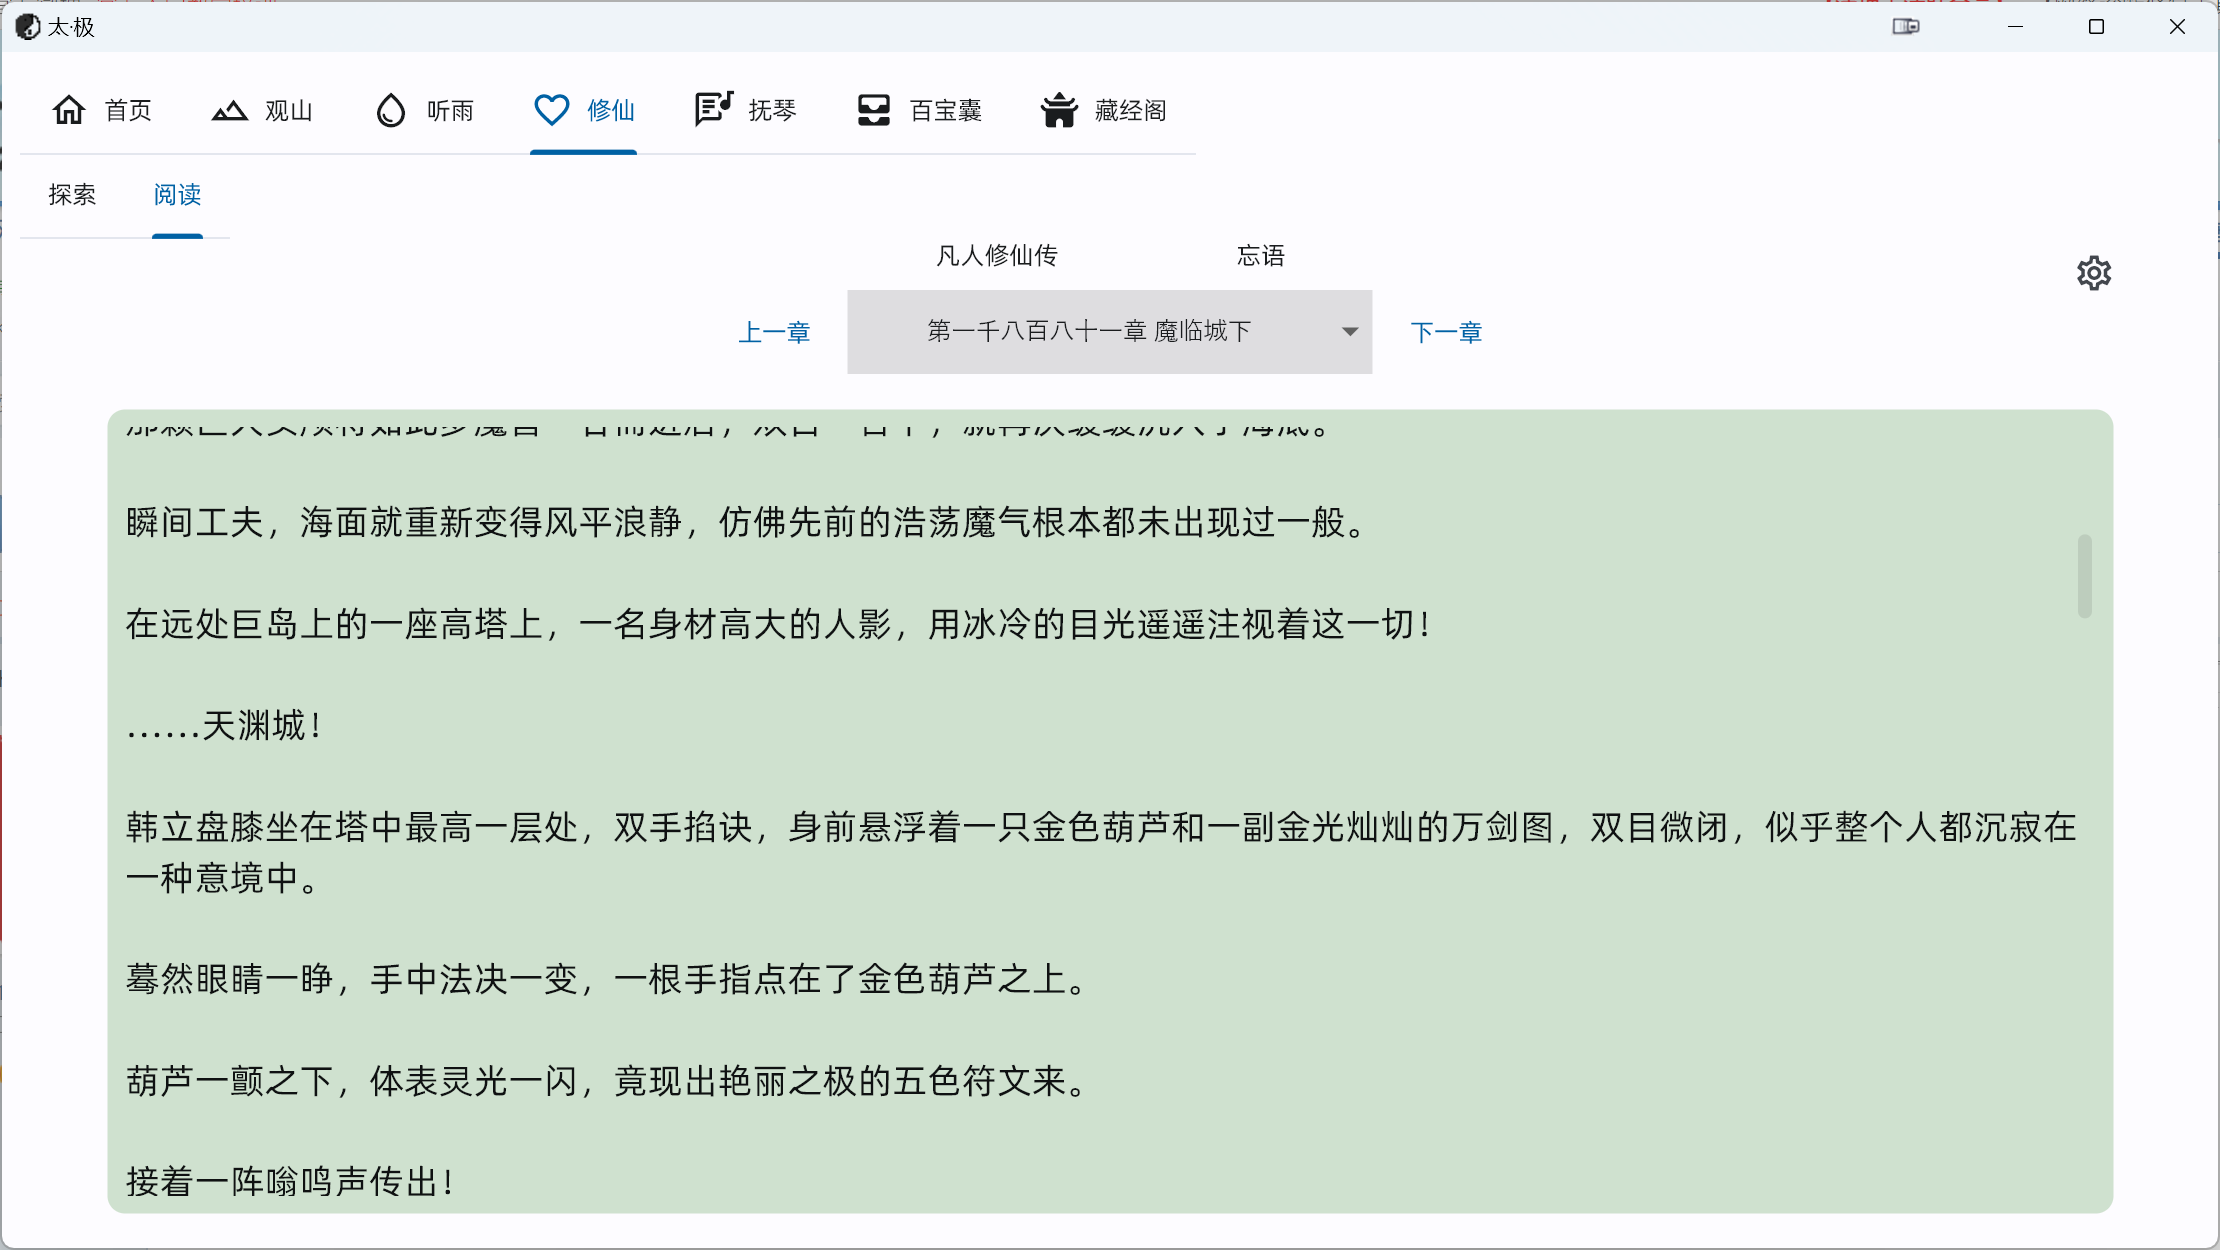 太·极
首页 观山 听雨 修仙 抚琴 百宝囊 藏经阁
探索 阅读
凡人修仙传 忘语
上一章 第一千八百八十一章 魔临城下 下一章
瞬间工夫，海面就重新变得风平浪静，仿佛先前的浩荡魔气根本都未出现过一般。
在远处巨岛上的一座高塔上，一名身材高大的人影，用冰冷的目光遥遥注视着这一切！
……天渊城！
韩立盘膝坐在塔中最高一层处，双手掐诀，身前悬浮着一只金色葫芦和一副金光灿灿的万剑图，双目微闭，似乎整个人都沉寂在
一种意境中。
蓦然眼睛一睁，手中法决一变，一根手指点在了金色葫芦之上。
葫芦一颤之下，体表灵光一闪，竟现出艳丽之极的五色符文来。
接着一阵嗡鸣声传出！